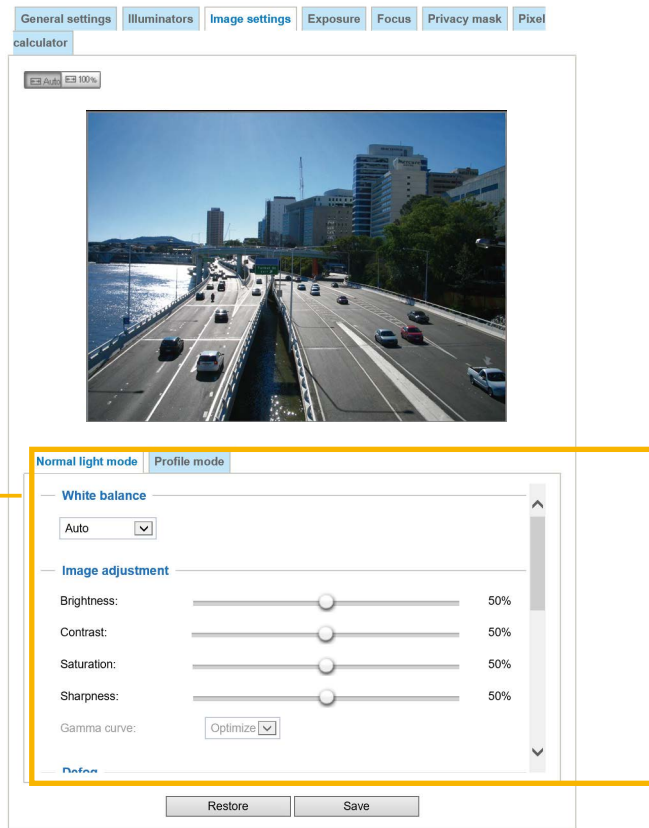 General settings Illuminators Image settings Exposure Focus Privacy mask Pixel
calculator
Auto 100%
Normal light mode Profile mode
White balance
Auto
Image adjustment
Brightness: 50%
Contrast: 50%
Saturation: 50%
Sharpness: 50%
Gamma curve: Optimize
Defog
Restore Save